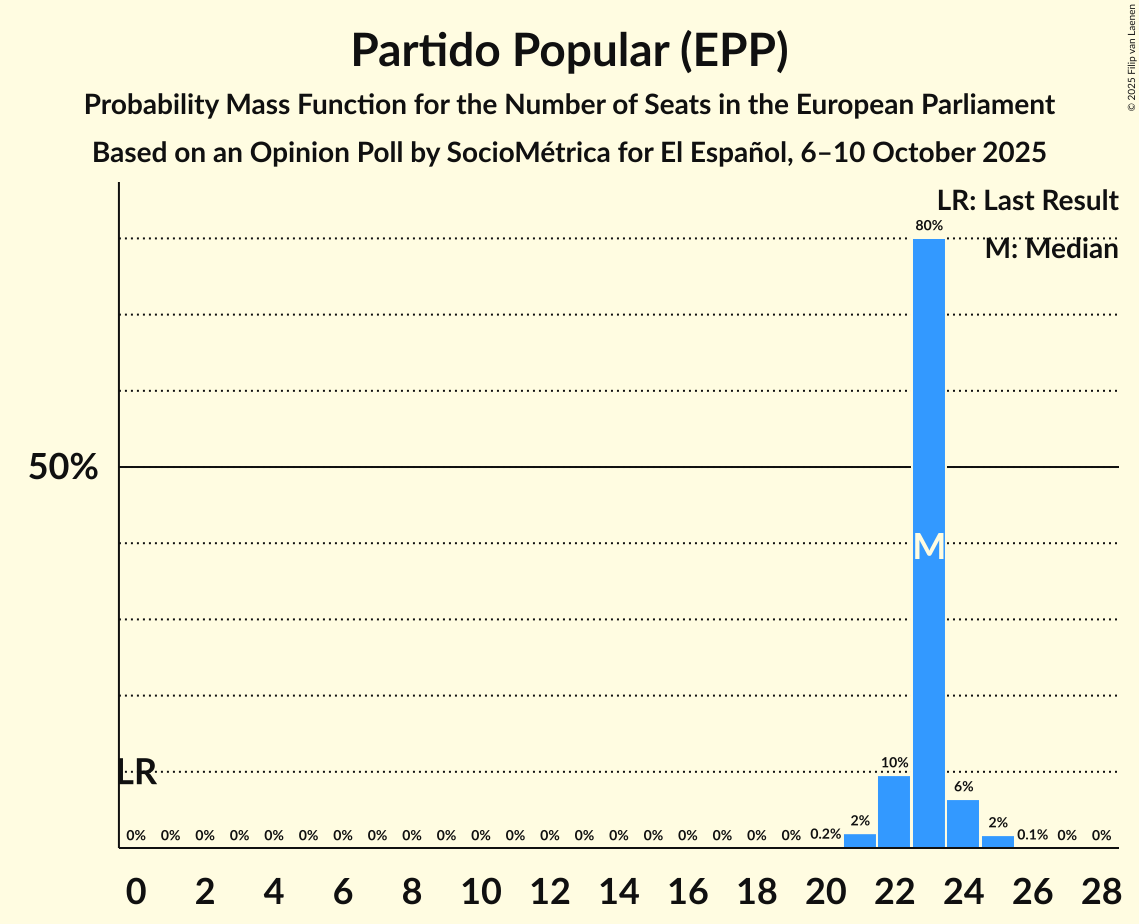 Partido Popular (EPP)
Probability Mass Function for the Number of Seats in the European Parliament
Based on an Opinion Poll by SocioMétrica for El Español, 6–10 October 2025
© 2025 Filip van Laenen
LR: Last Result
M: Median
80%
50%
M
LR
10%
6%
0% 0% 0% 0% 0% 0% 0% 0% 0% 0% 0% 0% 0% 0% 0% 0% 0% 0% 0% 0% 0.2% 2% 2% 0.1% 0% 0%
0 2 4 6 8 10 12 14 16 18 20 22 24 26 28